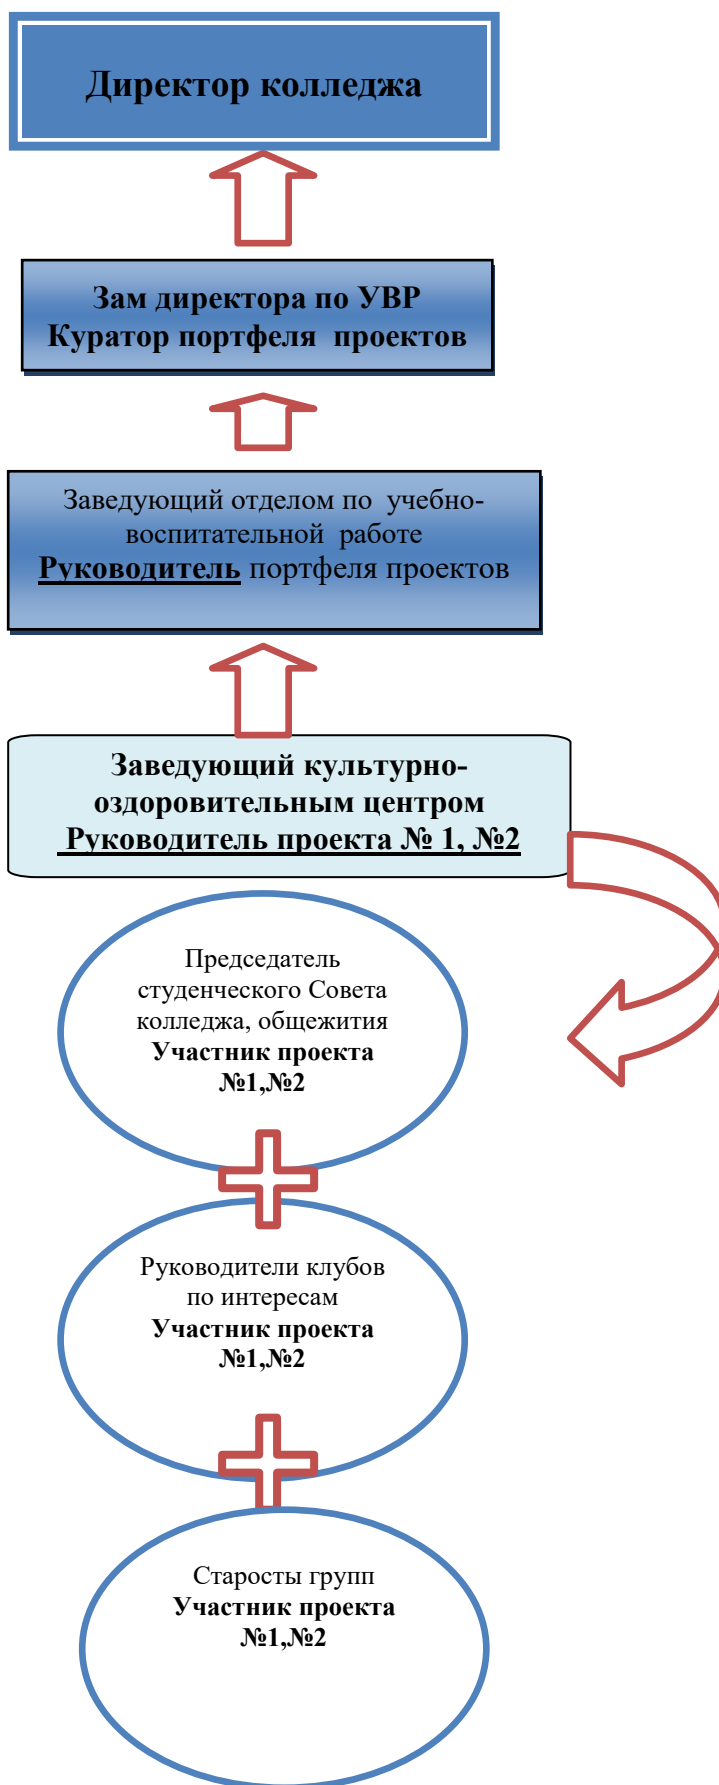 Директор колледжа
Зам директора по УВР
Куратор портфеля проектов
Заведующий отделом по учебно-
воспитательной работе
Руководитель портфеля проектов
Заведующий культурно-
оздоровительным центром
Руководитель проекта № 1, №2
Председатель
студенческого Совета
колледжа, общежития
Участник проекта
№1,№2
Руководители клубов
по интересам
Участник проекта
№1,№2
Старосты групп
Участник проекта
№1,№2